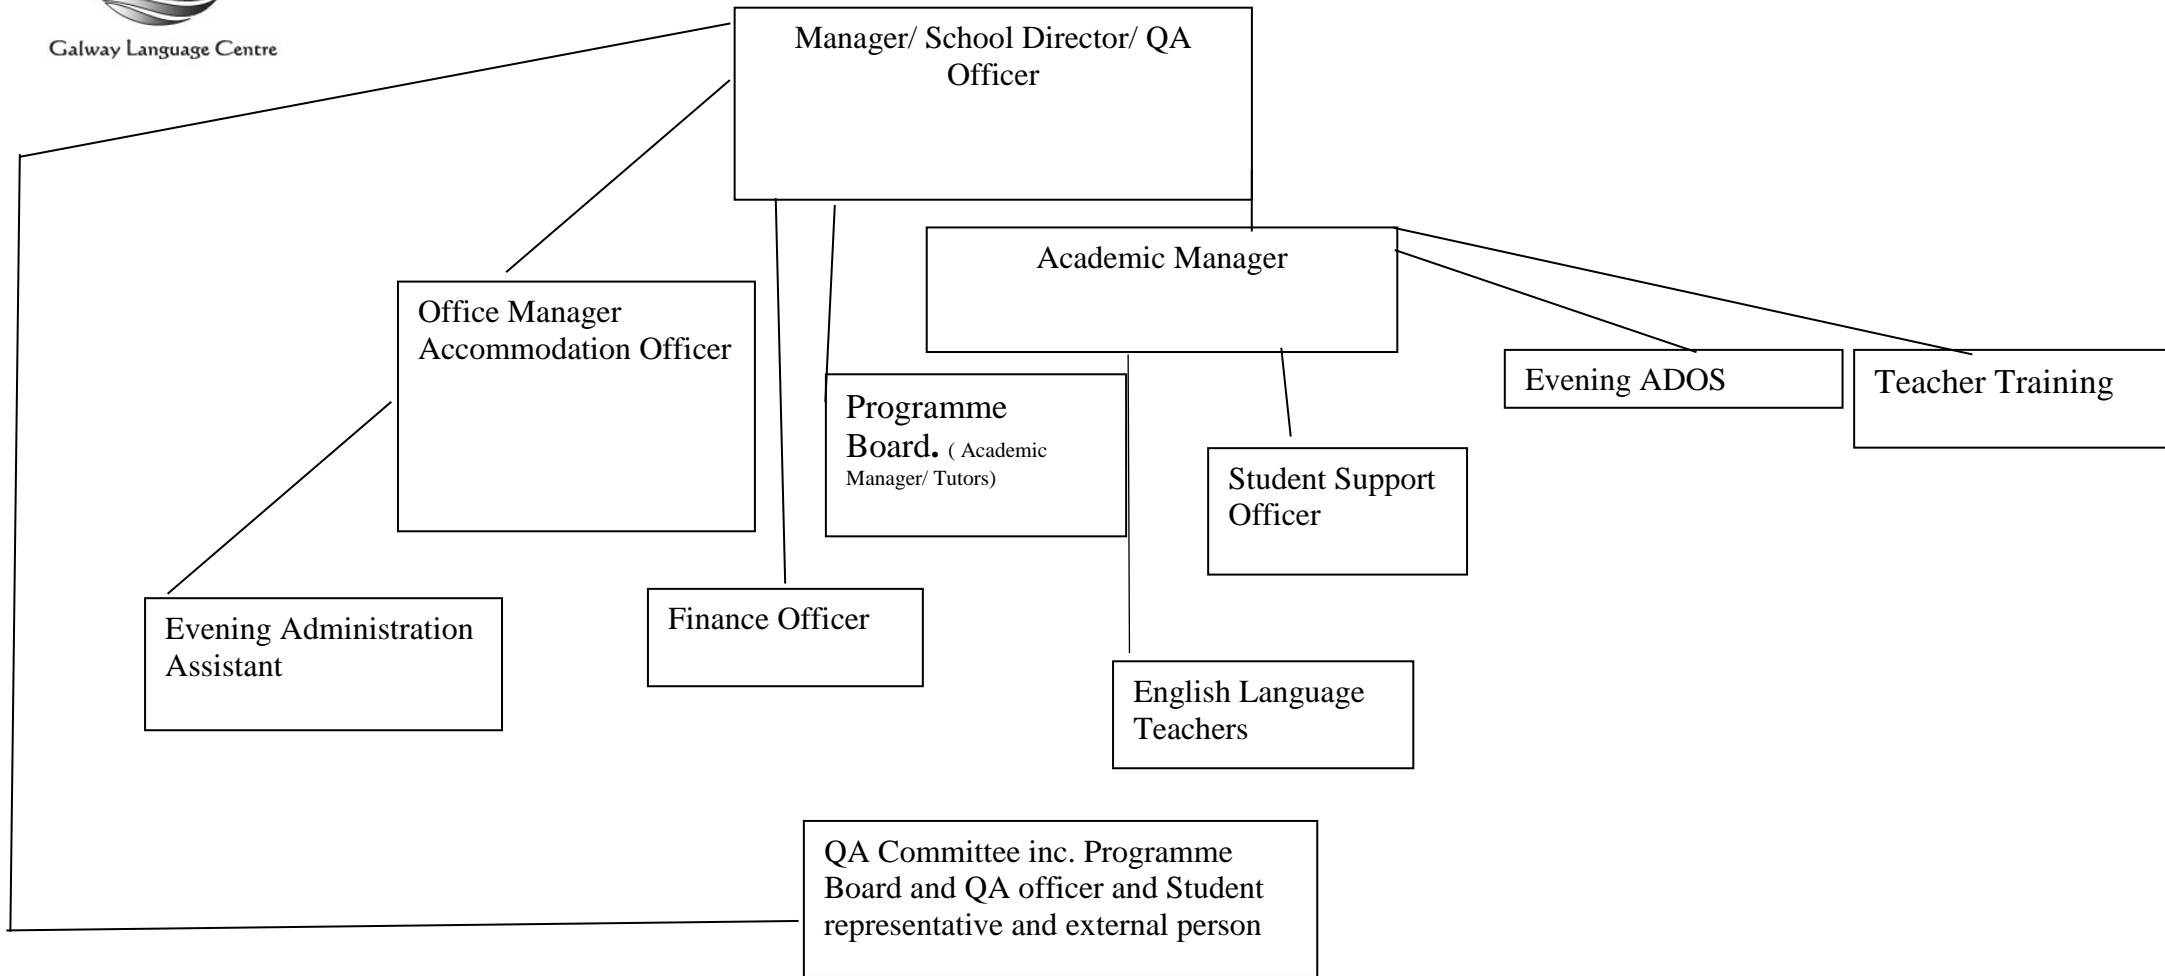 Galway Language Centre
Manager/ School Director/ QA
Officer
Academic Manager
Office Manager
Accommodation Officer
Programme
Board. ( Academic
Manager/ Tutors)
Evening ADOS
Teacher Training
Student Support
Officer
Evening Administration
Assistant
Finance Officer
English Language
Teachers
QA Committee inc. Programme
Board and QA officer and Student
representative and external person